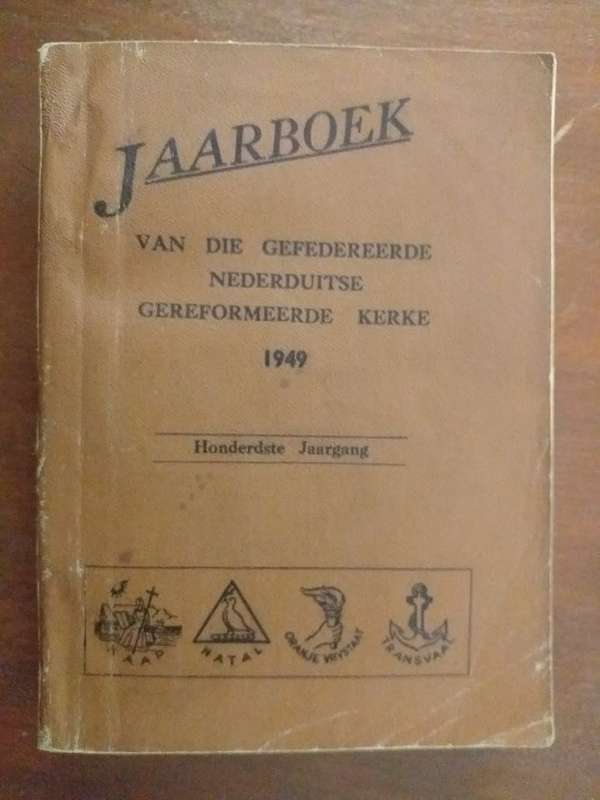 JAARBOEK
VAN DIE GEFEDEREERDE
NEDERDUITSE
GEREFORMEERDE KERKE
1949
Honderdste Jaargang
KAAP
NATAL
ORANJE VRYSTAAT
TRANSVAAL